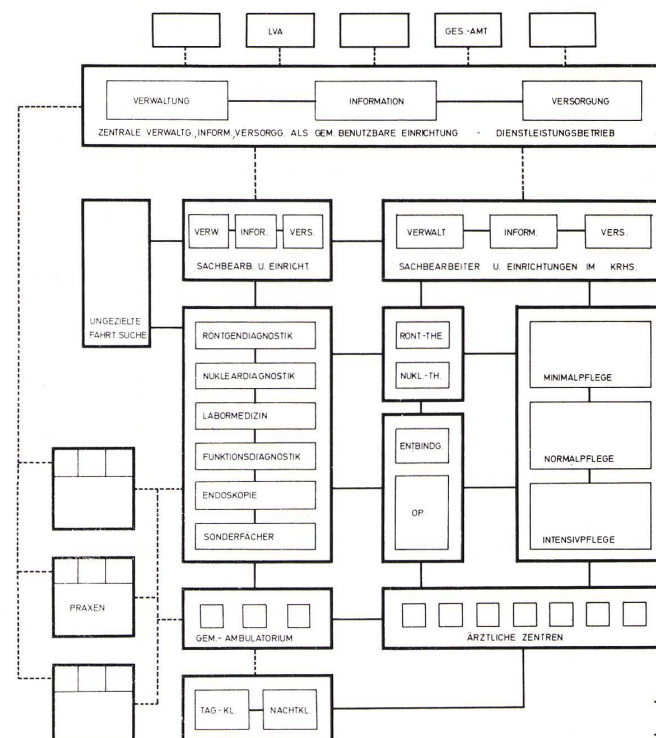 LVA
GES.-AMT
VERWALTUNG
INFORMATION
VERSORGUNG
ZENTRALE VERWALTG., INFORM., VERSORGG. ALS GEM. BENUTZBARE EINRICHTUNG - DIENSTLEISTUNGSBETRIEB
VERW.
INFOR.
VERS.
SACHBEARB. U. EINRICHT.
VERWALT.
INFORM.
VERS.
SACHBEARBEITER U. EINRICHTUNGEN IM KRHS.
UNGEZIELTE
FAHRT SUCHE
RÖNTGENDIAGNOSTIK
NUKLEARDIAGNOSTIK
LABORMEDIZIN
FUNKTIONSDIAGNOSTIK
ENDOSKOPIE
SONDERFÄCHER
RÖNT.-THE.
NUKL.-TH.
ENTBINDG.
OP
MINIMALPFLEGE
NORMALPFLEGE
INTENSIVPFLEGE
PRAXEN
GEM.- AMBULATORIUM
ÄRZTLICHE ZENTREN
TAG-KL.
NACHTKL.